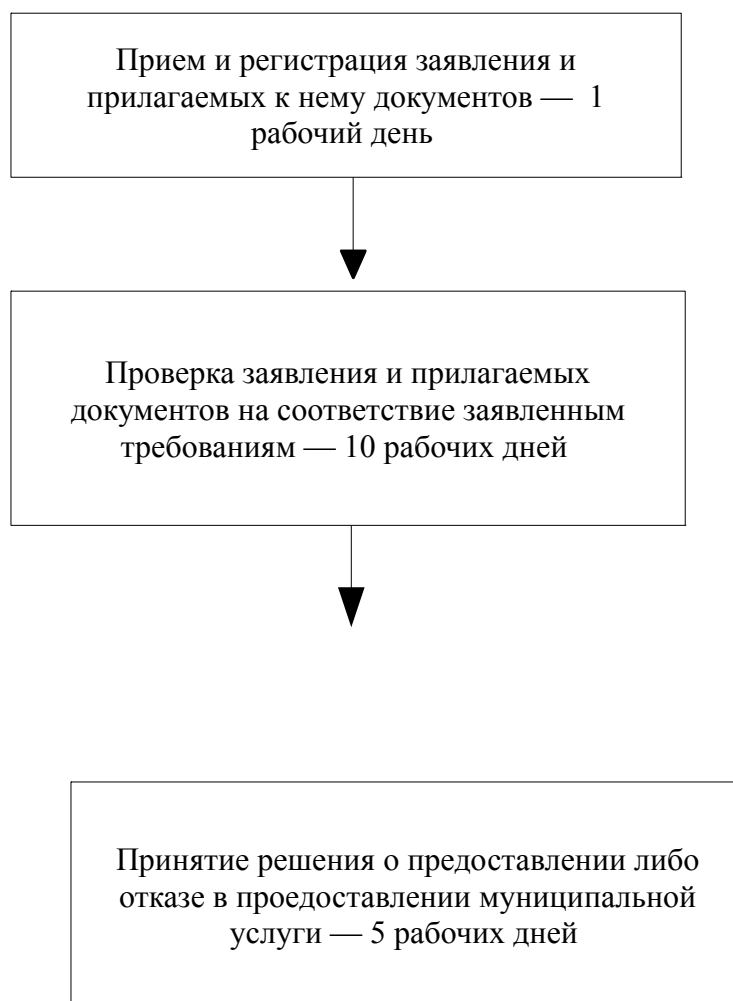 Прием и регистрация заявления и
прилагаемых к нему документов — 1
рабочий день
Проверка заявления и прилагаемых
документов на соответствие заявленным
требованиям — 10 рабочих дней
Принятие решения о предоставлении либо
отказе в проедоставлении муниципальной
услуги — 5 рабочих дней